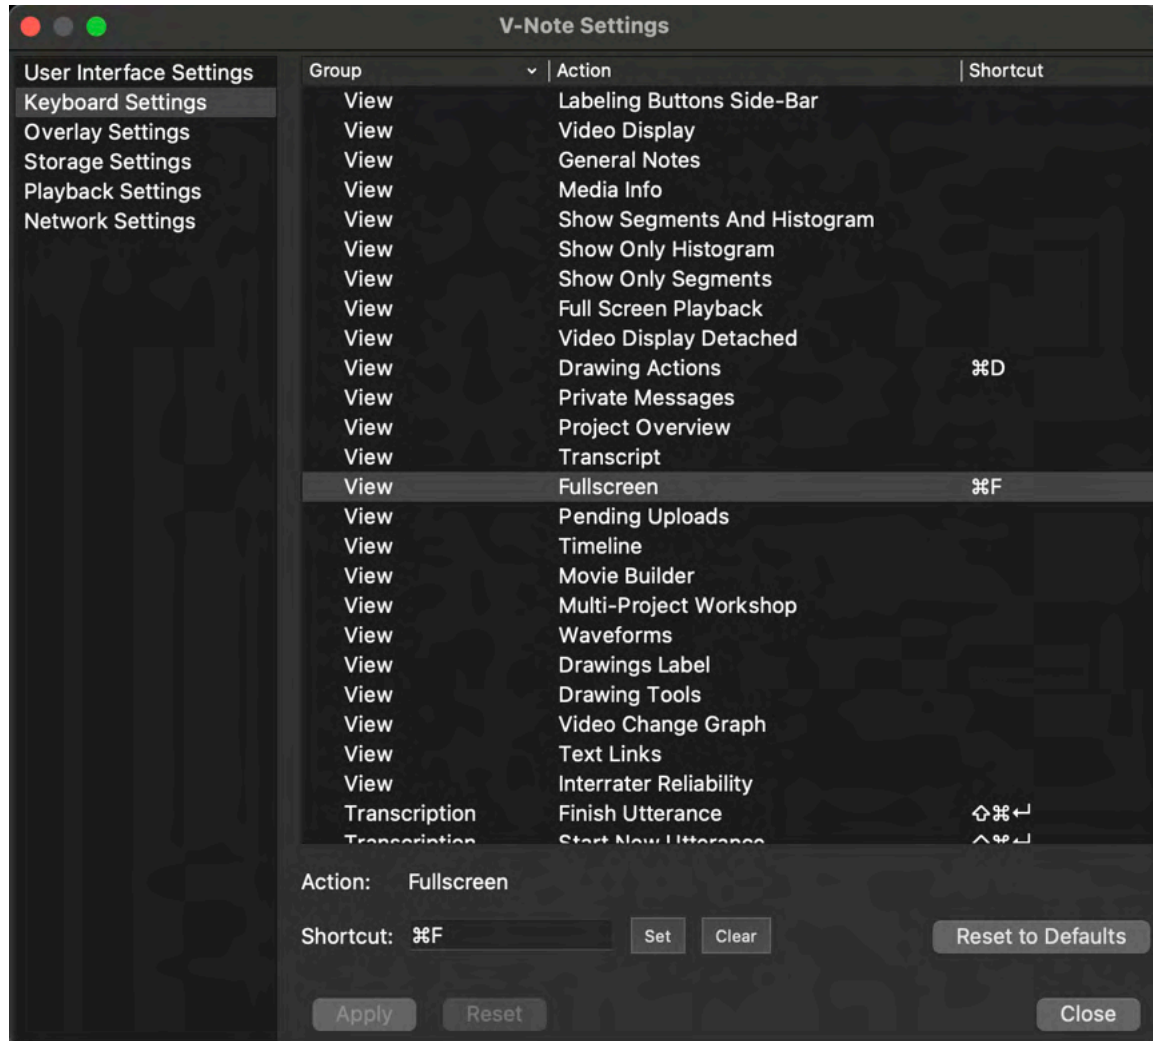 V-Note Settings
User Interface Settings
Keyboard Settings
Overlay Settings
Storage Settings
Playback Settings
Network Settings
Group Action Shortcut
View Labeling Buttons Side-Bar
View Video Display
View General Notes
View Media Info
View Show Segments And Histogram
View Show Only Histogram
View Show Only Segments
View Full Screen Playback
View Video Display Detached
View Drawing Actions ⌘D
View Private Messages
View Project Overview
View Transcript
View Fullscreen ⌘F
View Pending Uploads
View Timeline
View Movie Builder
View Multi-Project Workshop
View Waveforms
View Drawings Label
View Drawing Tools
View Video Change Graph
View Text Links
View Interrater Reliability
Transcription Finish Utterance ⇧⌘↵
Transcription Start New Utterance ^⌘↵
Action: Fullscreen
Shortcut: ⌘F Set Clear Reset to Defaults
Apply Reset Close